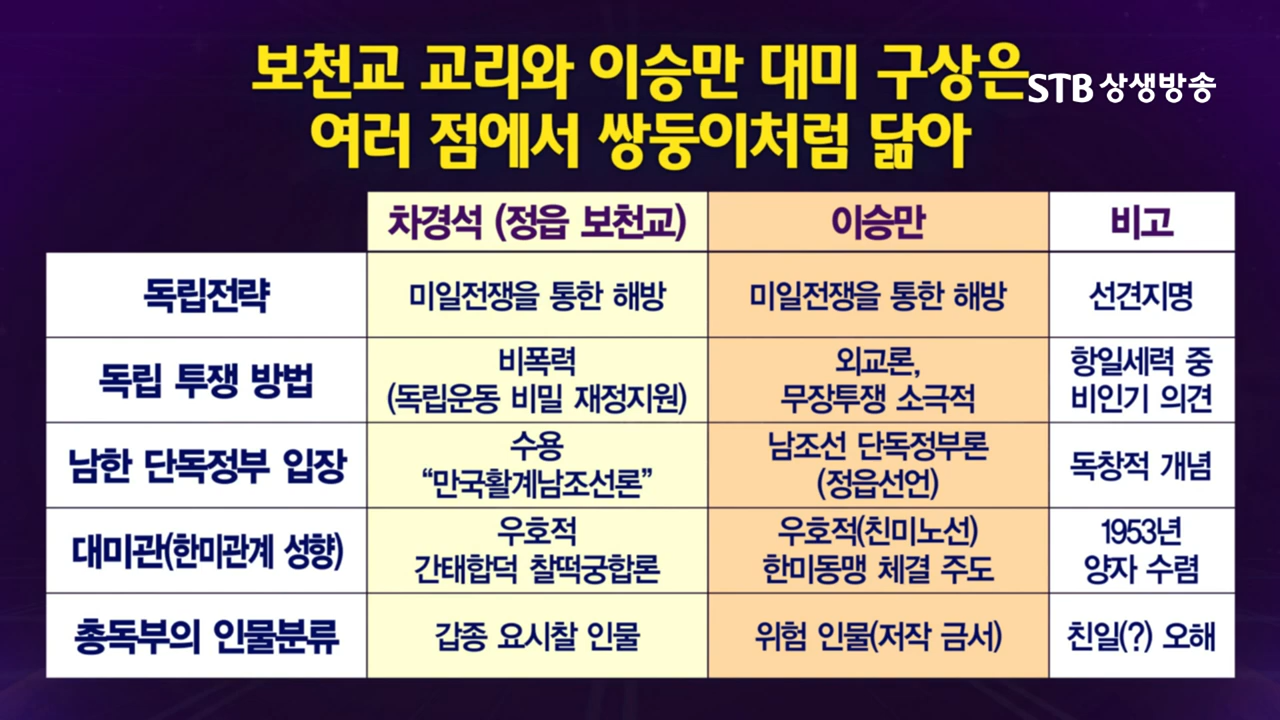 보천교 교리와 이승만 대미 구상은
STB 상생방송
여러 점에서 쌍둥이처럼 닮아
차경석 (정읍 보천교)
이승만
비고
독립전략
미일전쟁을 통한 해방
미일전쟁을 통한 해방
선견지명
독립 투쟁 방법
비폭력
(독립운동 비밀 재정지원)
외교론,
무장투쟁 소극적
항일세력 중
비인기 의견
남한 단독정부 입장
수용
“만국활계남조선론”
남조선 단독정부론
(정읍선언)
독창적 개념
대미관(한미관계 성향)
우호적
간태합덕 찰떡궁합론
우호적(친미노선)
한미동맹 체결 주도
1953년
양자 수렴
총독부의 인물분류
갑종 요시찰 인물
위험 인물(저작 금서)
친일(?) 오해